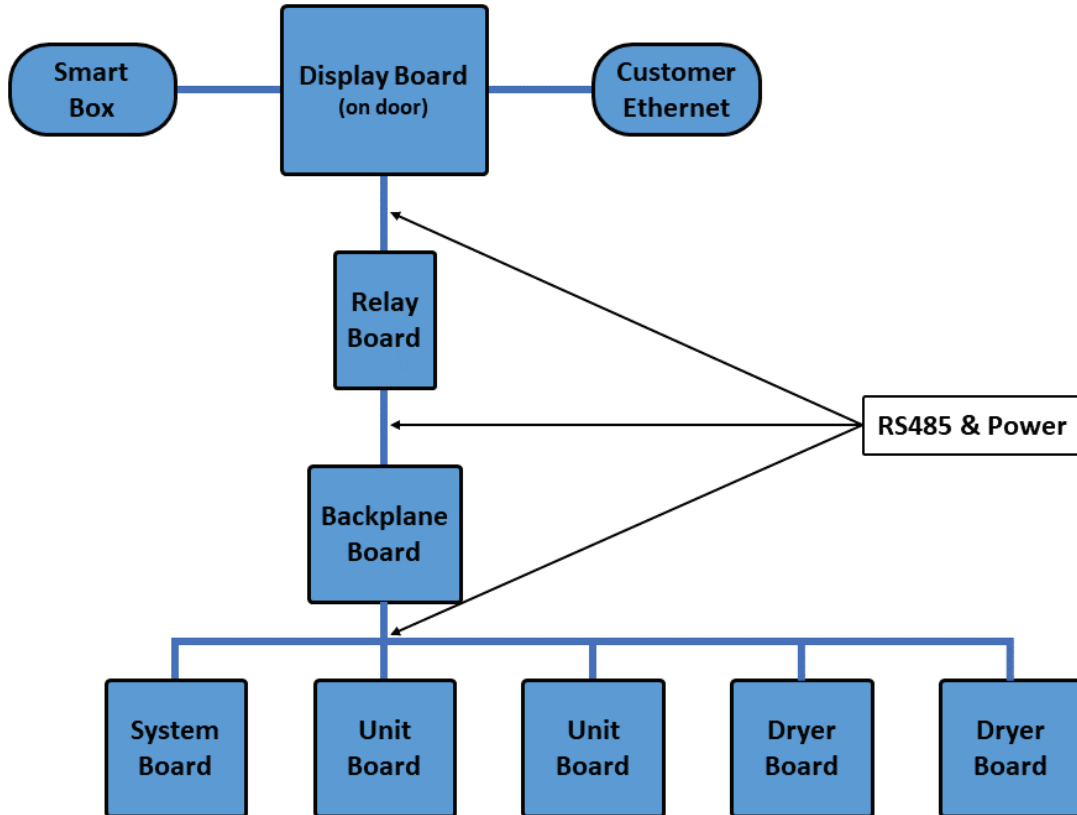 Smart
Box
Display Board
(on door)
Customer
Ethernet
Relay
Board
RS485 & Power
Backplane
Board
System
Board
Unit
Board
Unit
Board
Dryer
Board
Dryer
Board